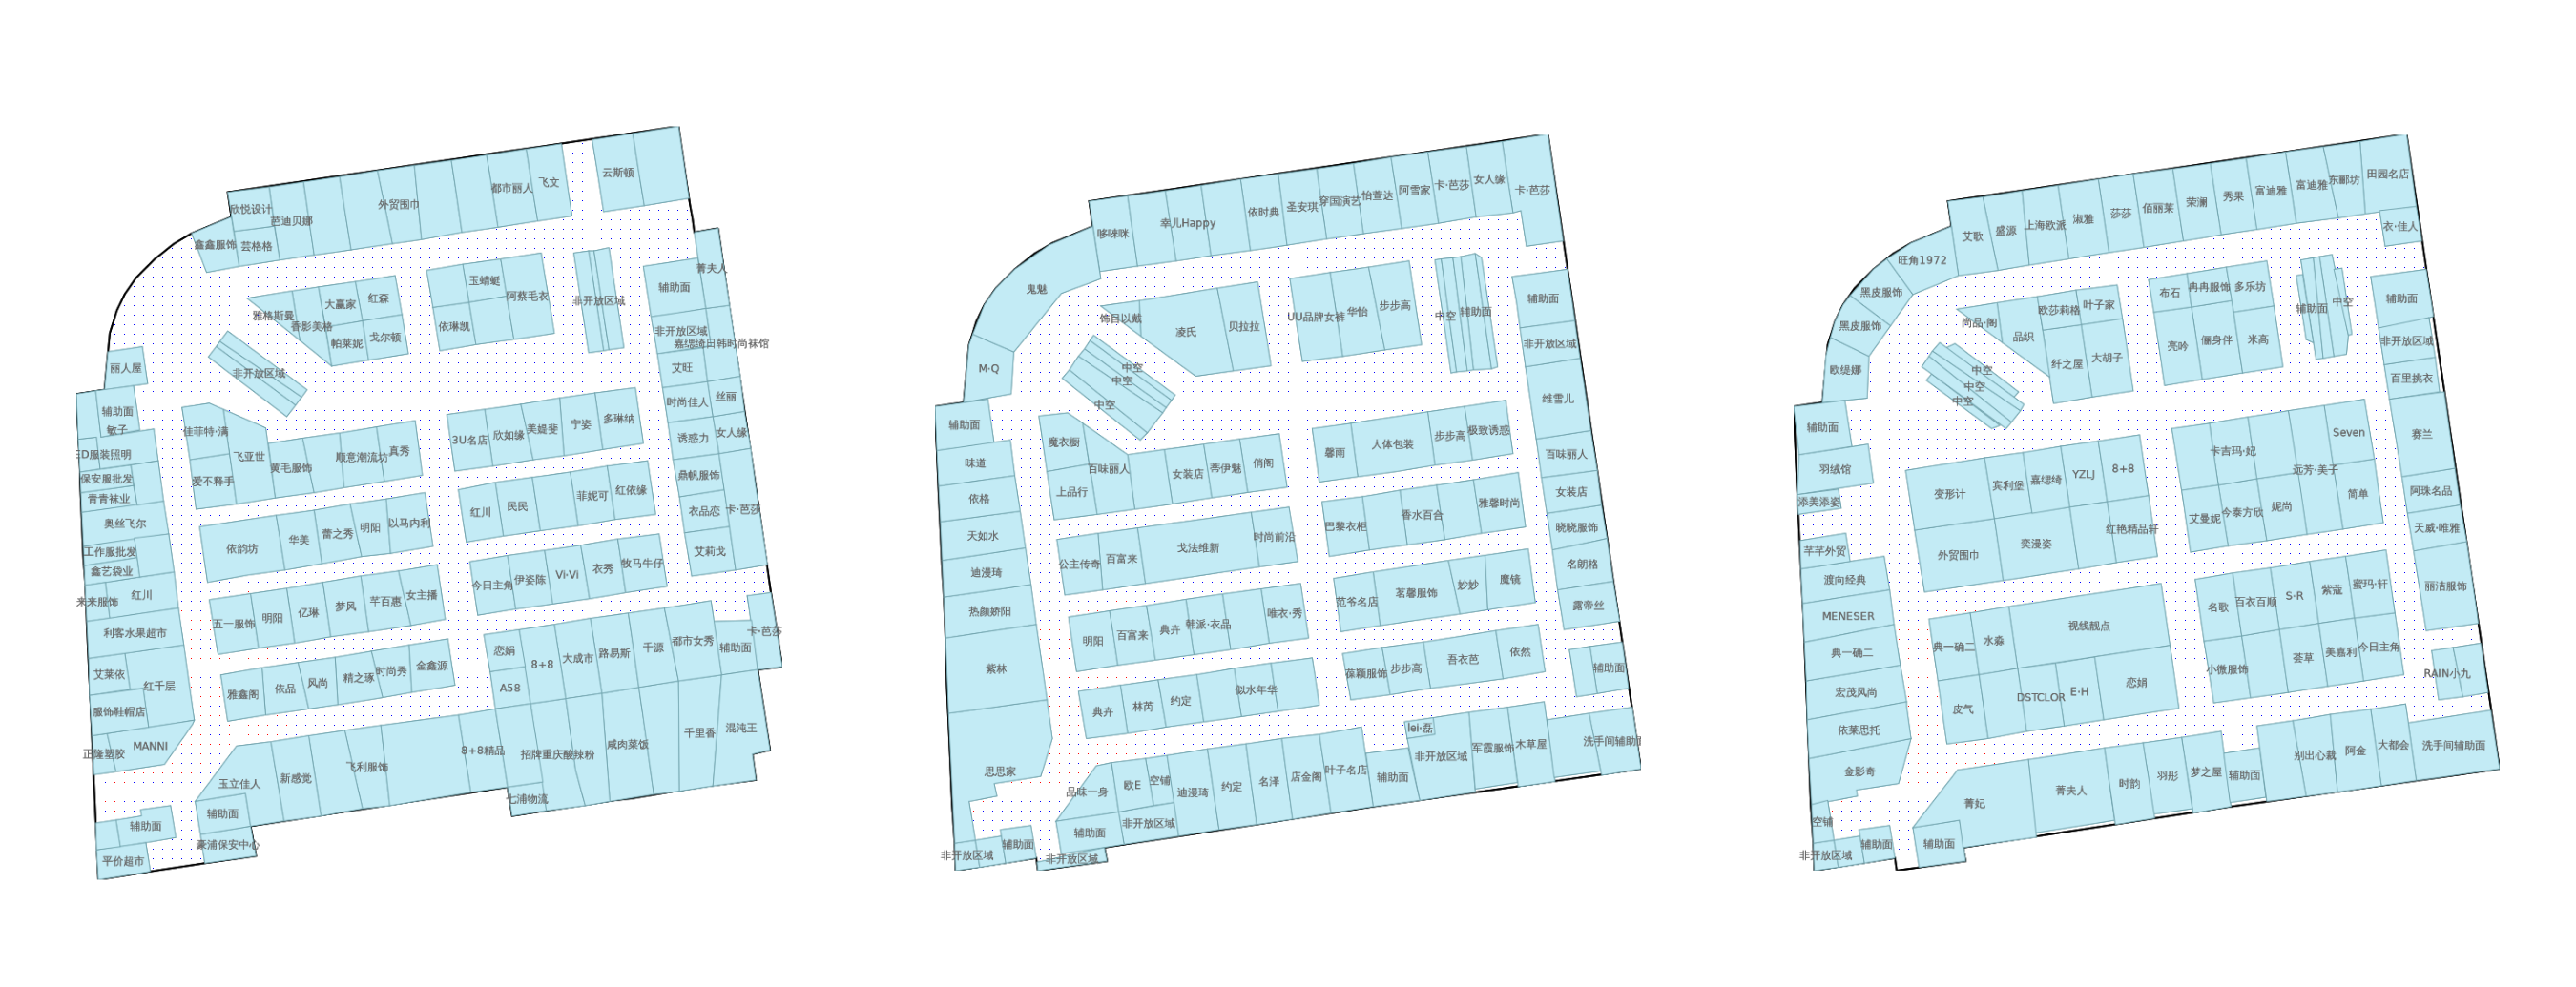 欣悦设计
芭迪贝娜
外贸围巾
都市丽人
飞文
云斯顿
鑫鑫服饰
芸格格
菁夫人
雅格斯曼
香影美格
大赢家
红森
帕莱妮
戈尔顿
玉蜻蜓
阿蔡毛衣
依琳凯
非开放区域
辅助面
非开放区域
嘉缌绮田韩时尚袜馆
艾旺
丽人屋
非开放区域
辅助面
敏子
时尚佳人
丝丽
佳菲特·满
飞亚世
爱不释手
黄毛服饰
顺意潮流坊
真秀
3U名店
欣如缘
美媞斐
宁姿
多琳纳
诱惑力
女人缘
ED服装照明
保安服批发
青青袜业
奥丝飞尔
工作服批发
鑫艺袋业
来来服饰
红川
利客水果超市
艾莱依
红千层
服饰鞋帽店
正隆塑胶
MANNI
鼎帆服饰
衣品恋
卡·芭莎
艾莉戈
依韵坊
华美
蕾之秀
明阳
以马内利
红川
民民
菲妮可
红依缘
五一服饰
明阳
亿琳
梦风
芊百惠
女主播
今日主角
伊姿陈
Vi-Vi
衣秀
牧马牛仔
雅鑫阁
依品
风尚
精之琢
时尚秀
金鑫源
恋娟
A58
8+8
大成市
路易斯
千源
都市女秀
辅助面
卡·芭莎
玉立佳人
新感觉
飞利服饰
8+8精品
招牌重庆酸辣粉
咸肉菜饭
千里香
混沌王
七浦物流
辅助面
辅助面
豪浦保安中心
平价超市
哆唻咪
幸儿Happy
依时典
圣安琪
穿国演艺
怡萱达
阿雪家
卡·芭莎
女人缘
卡·芭莎
鬼魅
M·Q
饰目以戴
凌氏
贝拉拉
UU品牌女裤
华怡
步步高
中空
辅助面
辅助面
非开放区域
中空
中空
中空
维雪儿
辅助面
味道
依格
天如水
迪漫琦
热颜娇阳
紫林
思思家
魔衣橱
百味丽人
上品行
女装店
蒂伊魅
俏阁
馨雨
人体包装
步步高
极致诱惑
百味丽人
女装店
晓晓服饰
名朗格
露帝丝
公主传奇
百富来
戈法维新
时尚前沿
巴黎衣柜
香水百合
雅馨时尚
明阳
百富来
典卉
韩派·衣品
唯衣·秀
范爷名店
茗馨服饰
妙妙
魔镜
典卉
林芮
约定
似水年华
葆颖服饰
步步高
吾衣芭
依然
辅助面
品味一身
欧E
空铺
迪漫琦
约定
名泽
店金阁
叶子名店
辅助面
lei·磊
非开放区域
军霞服饰
木草屋
洗手间辅助面
辅助面
非开放区域
非开放区域
辅助面
非开放区域
艾歌
盛源
上海欧派
淑雅
莎莎
佰丽莱
荣澜
秀果
富迪雅
富迪雅
东郦坊
田园名店
衣·佳人
旺角1972
黑皮服饰
黑皮服饰
欧缇娜
尚品·阁
品织
欧莎莉格
叶子家
纤之屋
大胡子
布石
冉冉服饰
多乐坊
亮吟
俪身伴
米高
辅助面
中空
辅助面
非开放区域
百里挑衣
中空
中空
中空
赛兰
辅助面
羽绒馆
添美添姿
芊芊外贸
渡向经典
MENESER
典一确二
宏茂风尚
依莱恩托
金影奇
空铺
变形计
宾利堡
嘉缌绮
YZLJ
8+8
外贸围巾
奕漫姿
红艳精品轩
卡吉玛·妃
远芳·美子
Seven
艾曼妮
今泰方欣
妮尚
简单
阿珠名品
天威·唯雅
丽洁服饰
典一确二
水淼
视线靓点
皮气
DSTCLOR
E·H
恋娟
名歌
百衣百顺
S·R
紫蔻
蜜玛·轩
小微服饰
荟草
美嘉利
今日主角
RAIN小九
菁妃
菁夫人
时韵
羽彤
梦之屋
辅助面
别出心裁
阿金
大都会
洗手间辅助面
辅助面
非开放区域
辅助面